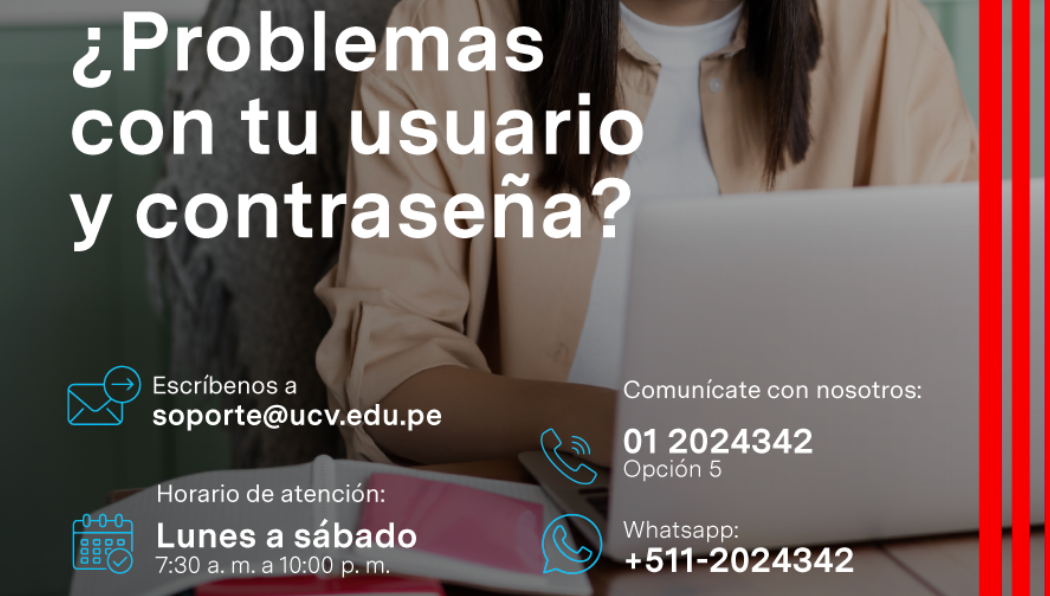 ¿Problemas
con tu usuario
y contraseña?
Escríbenos a
soporte@ucv.edu.pe
Horario de atención:
Lunes a sábado
7:30 a. m. a 10:00 p. m.
Comunícate con nosotros:
01 2024342
Opción 5
Whatsapp:
+511-2024342